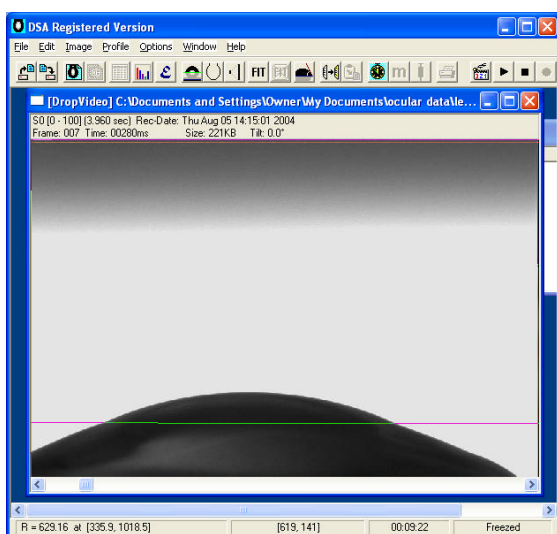 DSA Registered Version
File Edit Image Profile Options Window Help
FIT
[DropVideo] C:\Documents and Settings\Owner\My Documents\ocular data\le...
S0 [0 - 100] (3.960 sec) Rec-Date: Thu Aug 05 14:15:01 2004
Frame: 007 Time: 00280ms Size: 221KB Tilt: 0.0°
R = 629.16 at [335.9, 1018.5] [619, 141] 00:09:22 Freezed